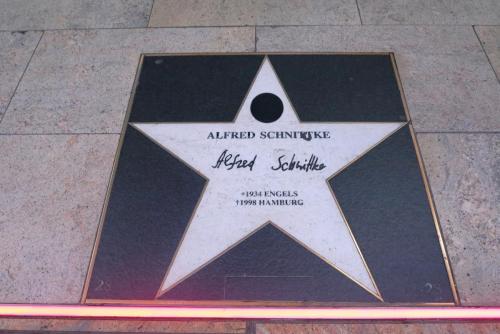 ALFRED SCHNITTKE
Alfred Schnittke
*1934 ENGELS
†1998 HAMBURG